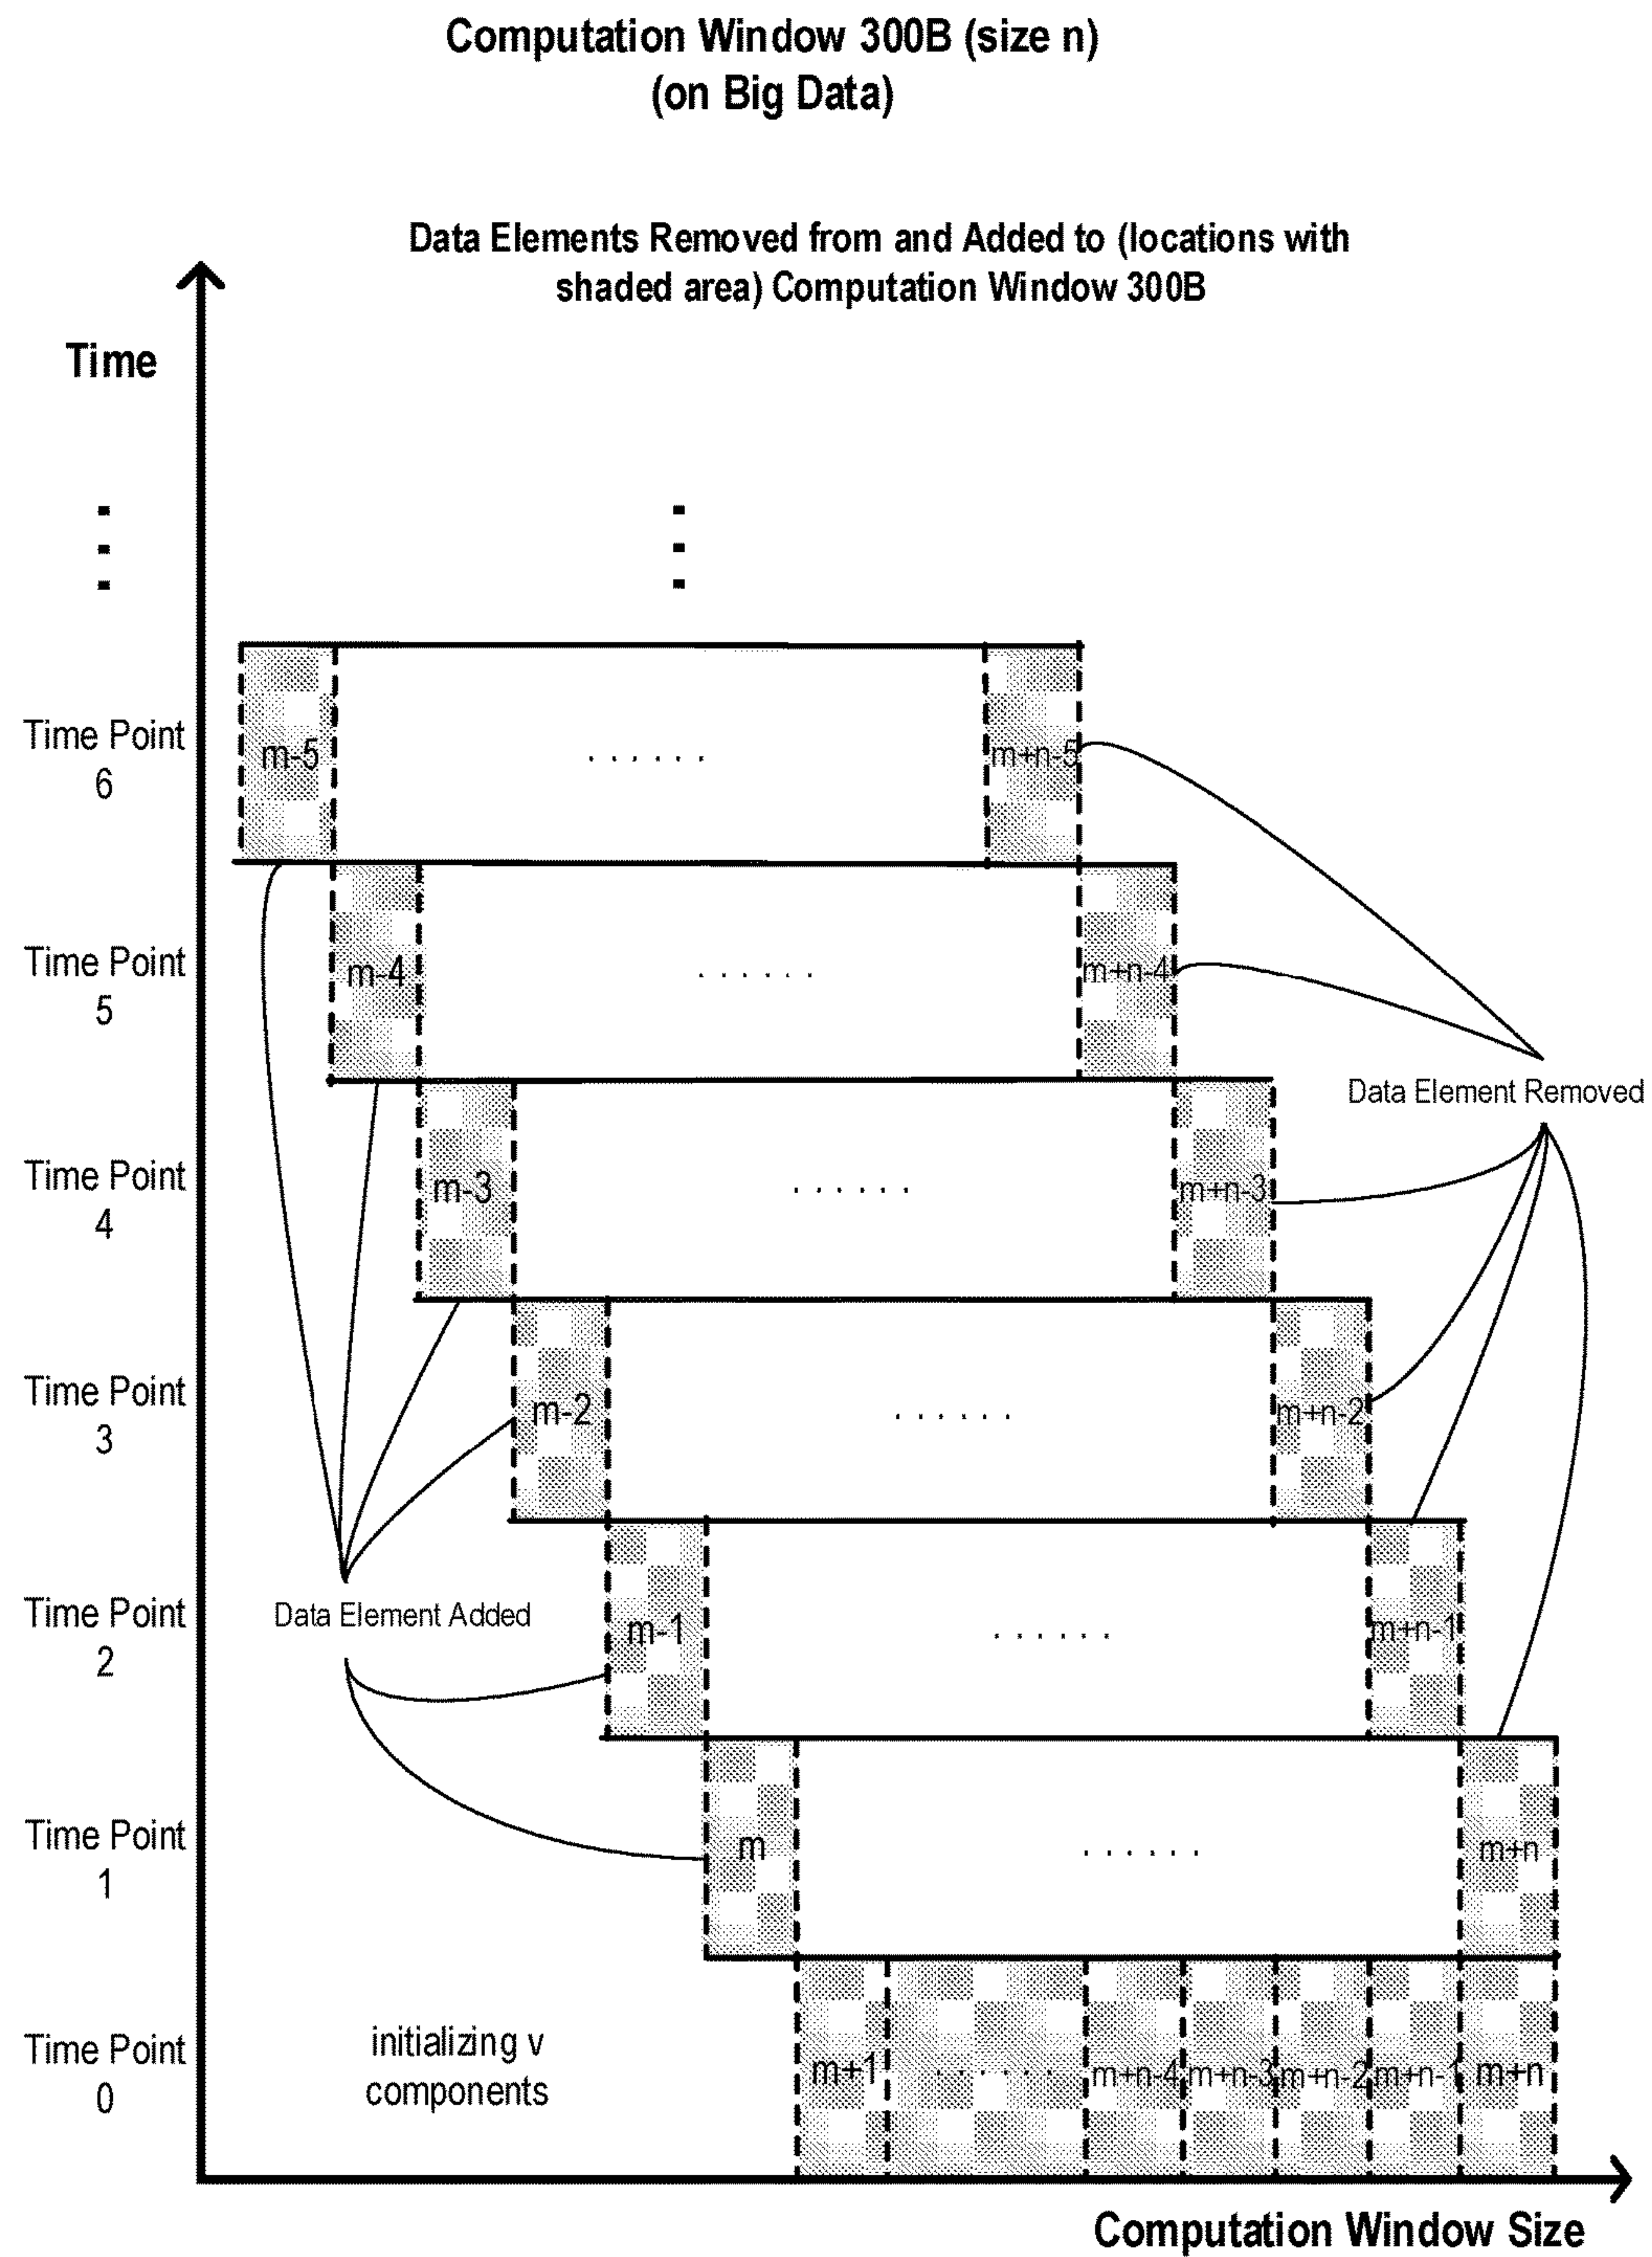 Computation Window 300B (size n)
(on Big Data)
Data Elements Removed from and Added to (locations with
shaded area) Computation Window 300B
Time
Time Point
6
m-5
......
m+n-5
Time Point
5
m-4
......
m+n-4
Data Element Removed
Time Point
4
m-3
......
m+n-3
Time Point
3
m-2
......
m+n-2
Time Point
2
Data Element Added
m-1
......
m+n-1
Time Point
1
m
......
m+n
Time Point
0
initializing v
components
m+1
......
m+n-4
m+n-3
m+n-2
m+n-1
m+n
Computation Window Size